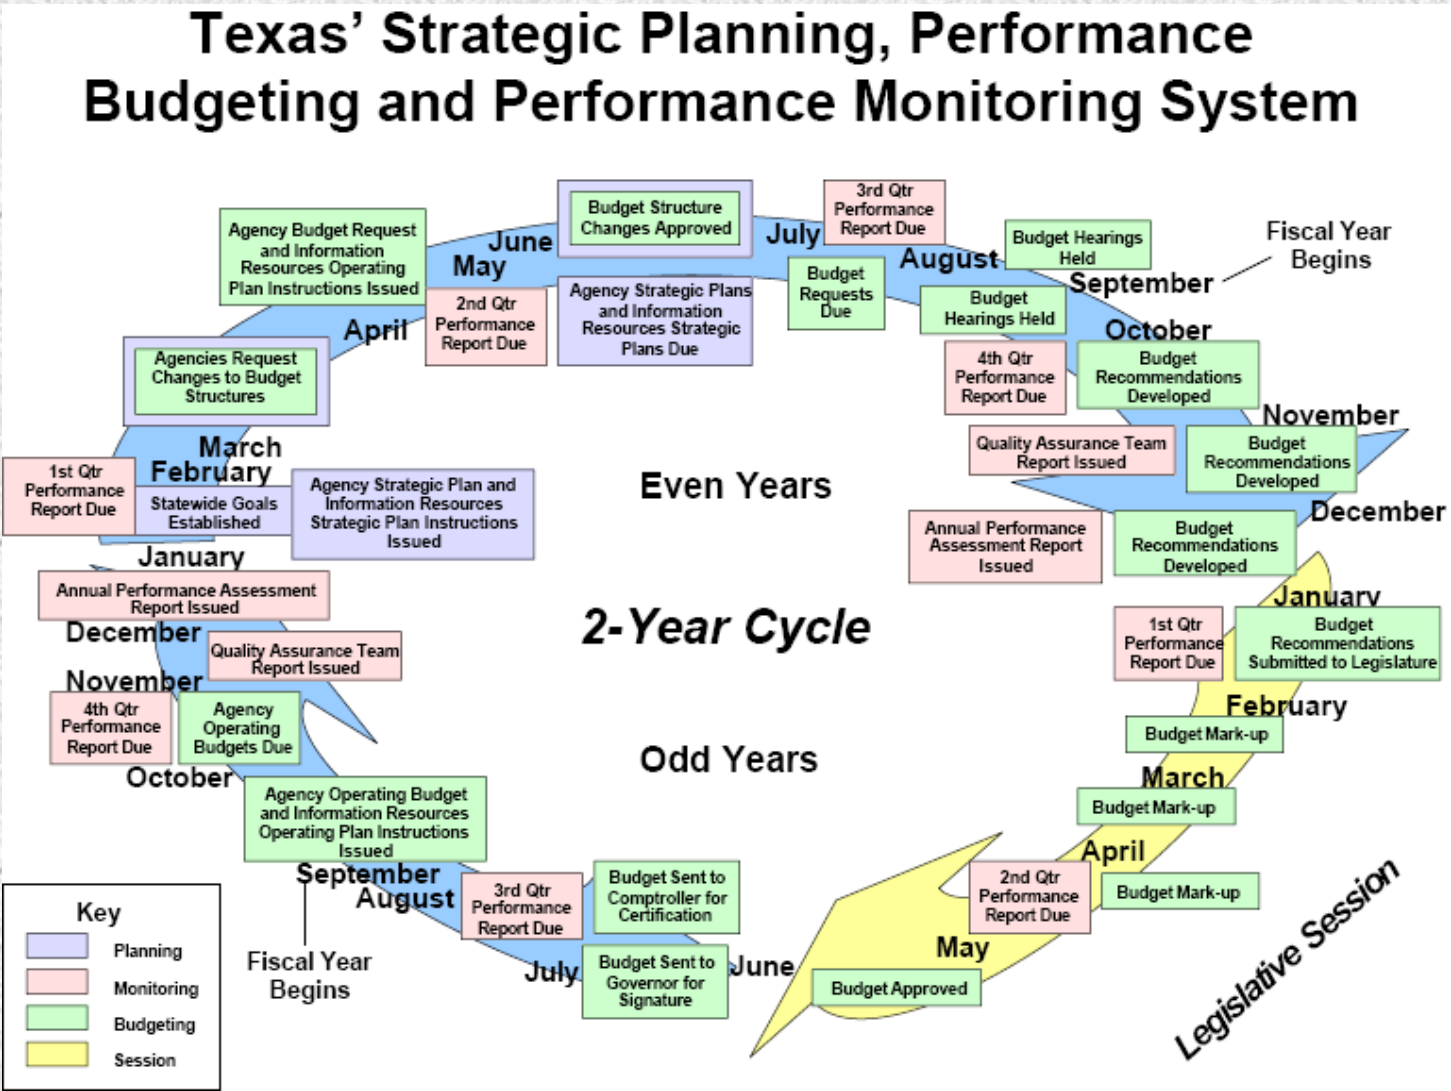 Texas’ Strategic Planning, Performance
Budgeting and Performance Monitoring System
Agency Budget Request
and Information
Resources Operating
Plan Instructions Issued
June
May
Budget Structure
Changes Approved
July
3rd Qtr
Performance
Report Due
August
Budget Hearings
Held
September
Fiscal Year
Begins
April
2nd Qtr
Performance
Report Due
Agency Strategic Plans
and Information
Resources Strategic
Plans Due
Budget
Requests
Due
Budget
Hearings Held
October
Agencies Request
Changes to Budget
Structures
4th Qtr
Performance
Report Due
Budget
Recommendations
Developed
November
March
February
Quality Assurance Team
Report Issued
Budget
Recommendations
Developed
1st Qtr
Performance
Report Due
Statewide Goals
Established
Agency Strategic Plan and
Information Resources
Strategic Plan Instructions
Issued
Even Years
December
January
Annual Performance
Assessment Report
Issued
Budget
Recommendations
Developed
Annual Performance Assessment
Report Issued
2-Year Cycle
January
December
Quality Assurance Team
Report Issued
1st Qtr
Performance
Report Due
Budget
Recommendations
Submitted to Legislature
November
February
4th Qtr
Performance
Report Due
Agency
Operating
Budgets Due
Odd Years
Budget Mark-up
October
March
Agency Operating Budget
and Information Resources
Operating Plan Instructions
Issued
Budget Mark-up
April
September
August
3rd Qtr
Performance
Report Due
Budget Sent to
Comptroller for
Certification
2nd Qtr
Performance
Report Due
Budget Mark-up
Legislative Session
Fiscal Year
Begins
July
Budget Sent to
Governor for
Signature
June
May
Budget Approved
Key
Planning
Monitoring
Budgeting
Session